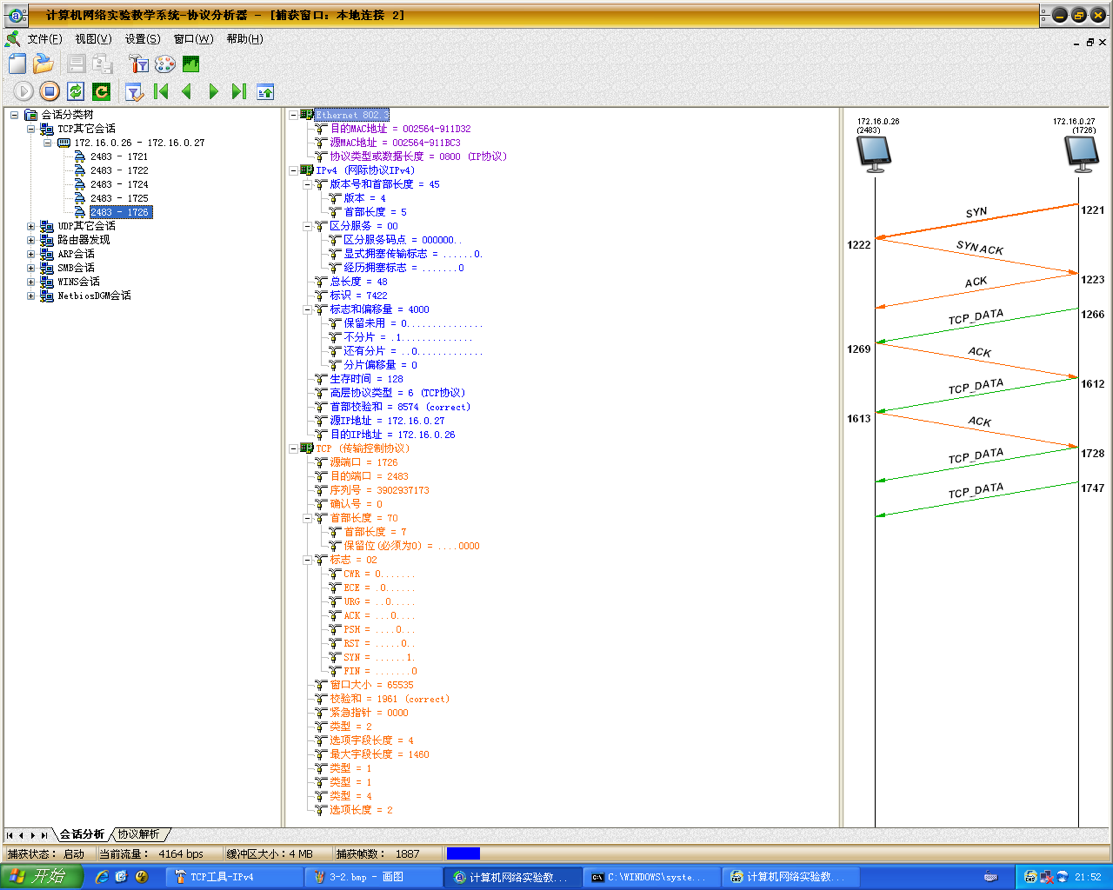 计算机网络实验教学系统-协议分析器 - [捕获窗口: 本地连接 2]
文件(F) 视图(V) 设置(S) 窗口(W) 帮助(H)
会话分类树
TCP其它会话
172.16.0.26 - 172.16.0.27
2483 - 1721
2483 - 1722
2483 - 1724
2483 - 1725
2483 - 1726
UDP其它会话
路由器发现
ARP会话
SMB会话
WINS会话
NetbiosDGM会话
Ethernet 802.3
目的MAC地址 = 002564-911D32
源MAC地址 = 002564-911BC3
协议类型或数据长度 = 0800 (IP协议)
IPv4 (网际协议IPv4)
版本号和首部长度 = 45
版本 = 4
首部长度 = 5
区分服务 = 00
区分服务码点 = 000000..
显式拥塞传输标志 = ......0.
经历拥塞标志 = .......0
总长度 = 48
标识 = 7422
标志和偏移量 = 4000
保留未用 = 0...............
不分片 = .1..............
还有分片 = ..0.............
分片偏移量 = 0
生存时间 = 128
高层协议类型 = 6 (TCP协议)
首部校验和 = 8574 (correct)
源IP地址 = 172.16.0.27
目的IP地址 = 172.16.0.26
TCP (传输控制协议)
源端口 = 1726
目的端口 = 2483
序列号 = 3902937173
确认号 = 0
首部长度 = 70
首部长度 = 7
保留位(必须为0) = ....0000
标志 = 02
CWR = 0.......
ECE = .0......
URG = ..0.....
ACK = ...0....
PSH = ....0...
RST = .....0..
SYN = ......1.
FIN = .......0
窗口大小 = 65535
校验和 = 1961 (correct)
紧急指针 = 0000
类型 = 2
选项字段长度 = 4
最大字段长度 = 1460
类型 = 1
类型 = 1
类型 = 4
选项长度 = 2
172.16.0.26
(2483)
172.16.0.27
(1726)
SYN
1221
1222
SYN ACK
1223
ACK
1266
TCP_DATA
1269
ACK
1612
TCP_DATA
1613
ACK
1728
TCP_DATA
1747
TCP_DATA
会话分析 协议解析
捕获状态: 启动 当前流量: 4164 bps 缓冲区大小: 4 MB 捕获帧数: 1887
开始 TCP工具-IPv4 3-2.bmp - 画图 计算机网络实验教... C:\WINDOWS\syste... 计算机网络实验教... 21:52